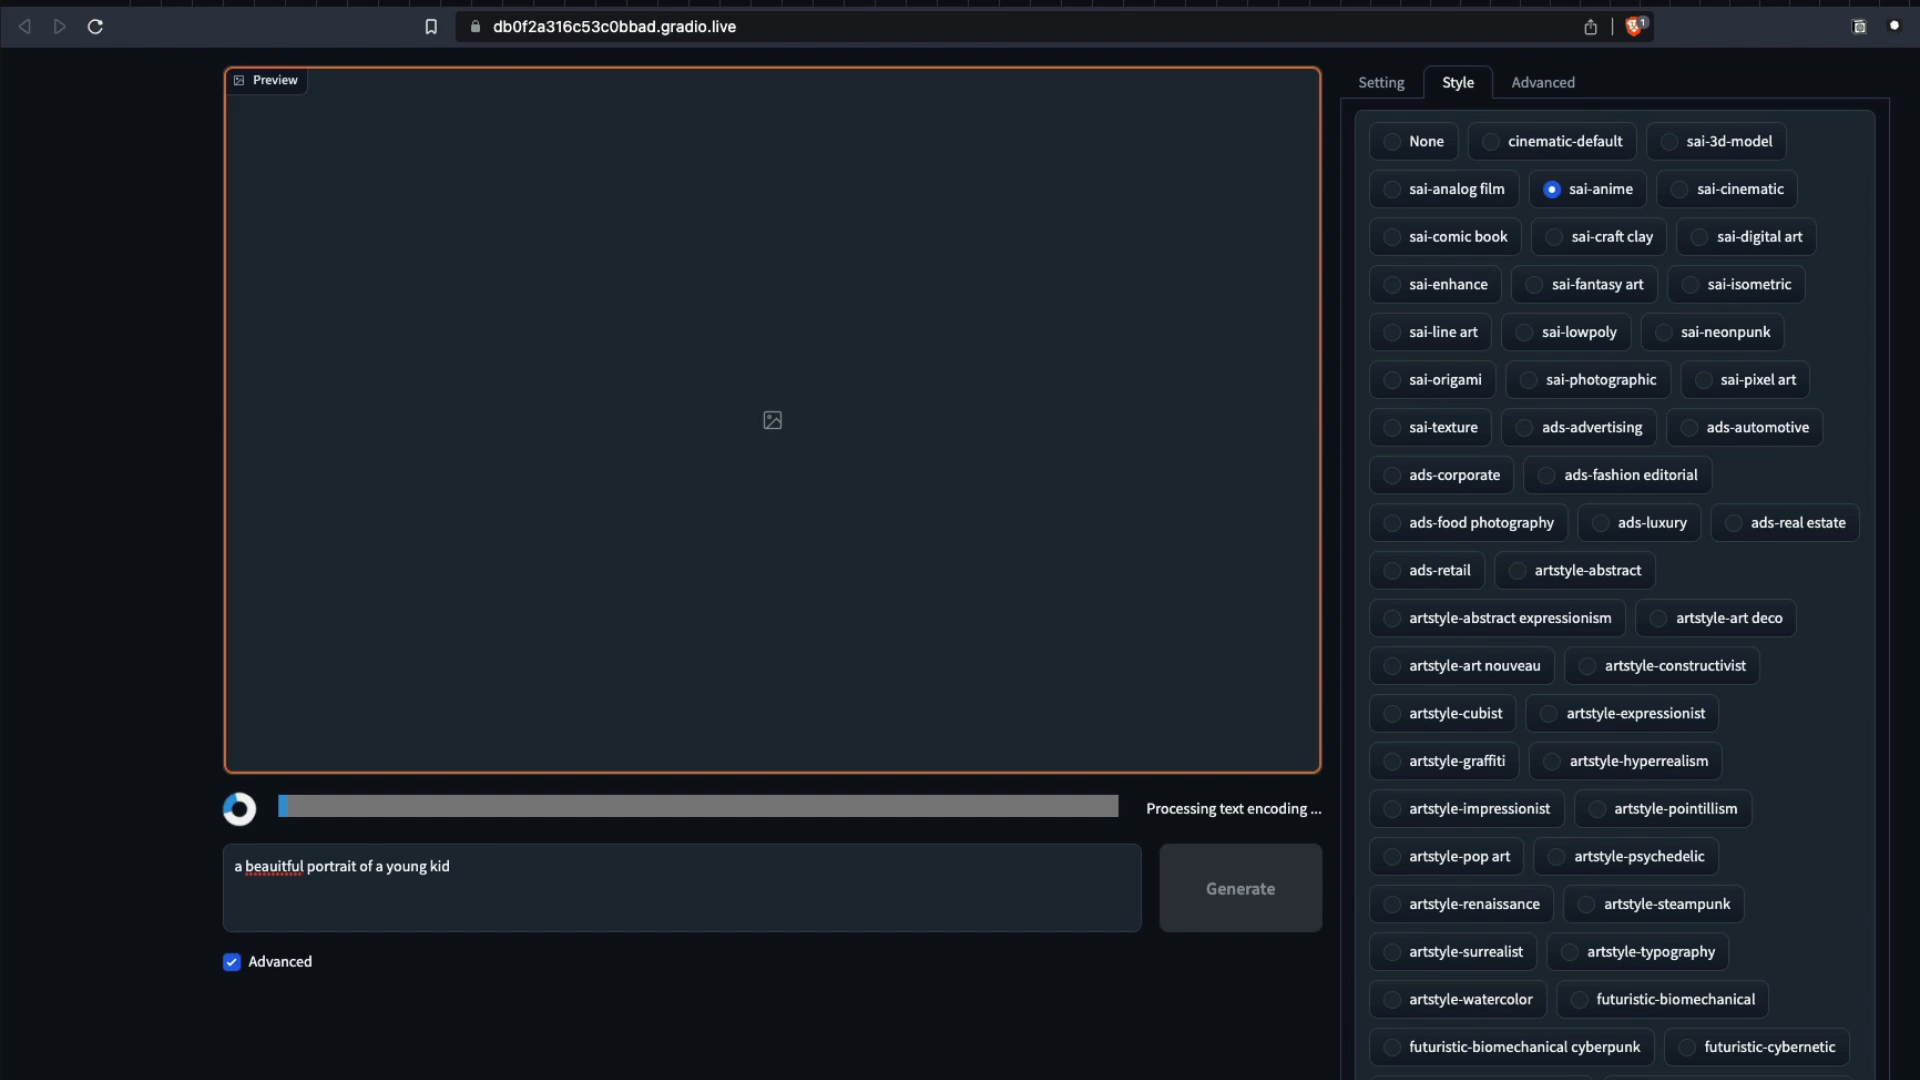 db0f2a316c53c0bbad.gradio.live
1
Preview
Setting Style Advanced
None cinematic-default sai-3d-model
sai-analog film sai-anime sai-cinematic
sai-comic book sai-craft clay sai-digital art
sai-enhance sai-fantasy art sai-isometric
sai-line art sai-lowpoly sai-neonpunk
sai-origami sai-photographic sai-pixel art
sai-texture ads-advertising ads-automotive
ads-corporate ads-fashion editorial
ads-food photography ads-luxury ads-real estate
ads-retail artstyle-abstract
artstyle-abstract expressionism artstyle-art deco
artstyle-art nouveau artstyle-constructivist
artstyle-cubist artstyle-expressionist
artstyle-graffiti artstyle-hyperrealism
artstyle-impressionist artstyle-pointillism
artstyle-pop art artstyle-psychedelic
artstyle-renaissance artstyle-steampunk
artstyle-surrealist artstyle-typography
artstyle-watercolor futuristic-biomechanical
futuristic-biomechanical cyberpunk futuristic-cybernetic
Processing text encoding ...
a beauitful portrait of a young kid
Generate
Advanced